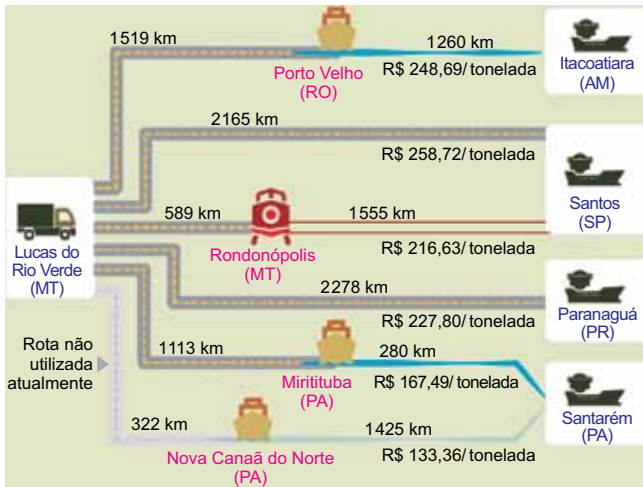 1519 km
1260 km
Porto Velho
(RO)
R$ 248,69/ tonelada
Itacoatiara
(AM)
2165 km
R$ 258,72/ tonelada
589 km
1555 km
Santos
(SP)
Rondonópolis
(MT)
R$ 216,63/ tonelada
Lucas do
Rio Verde
(MT)
2278 km
R$ 227,80/ tonelada
Paranaguá
(PR)
Rota não
utilizada
atualmente
1113 km
280 km
Miritituba
(PA)
R$ 167,49/ tonelada
Santarém
(PA)
322 km
1425 km
Nova Canaã do Norte
(PA)
R$ 133,36/ tonelada